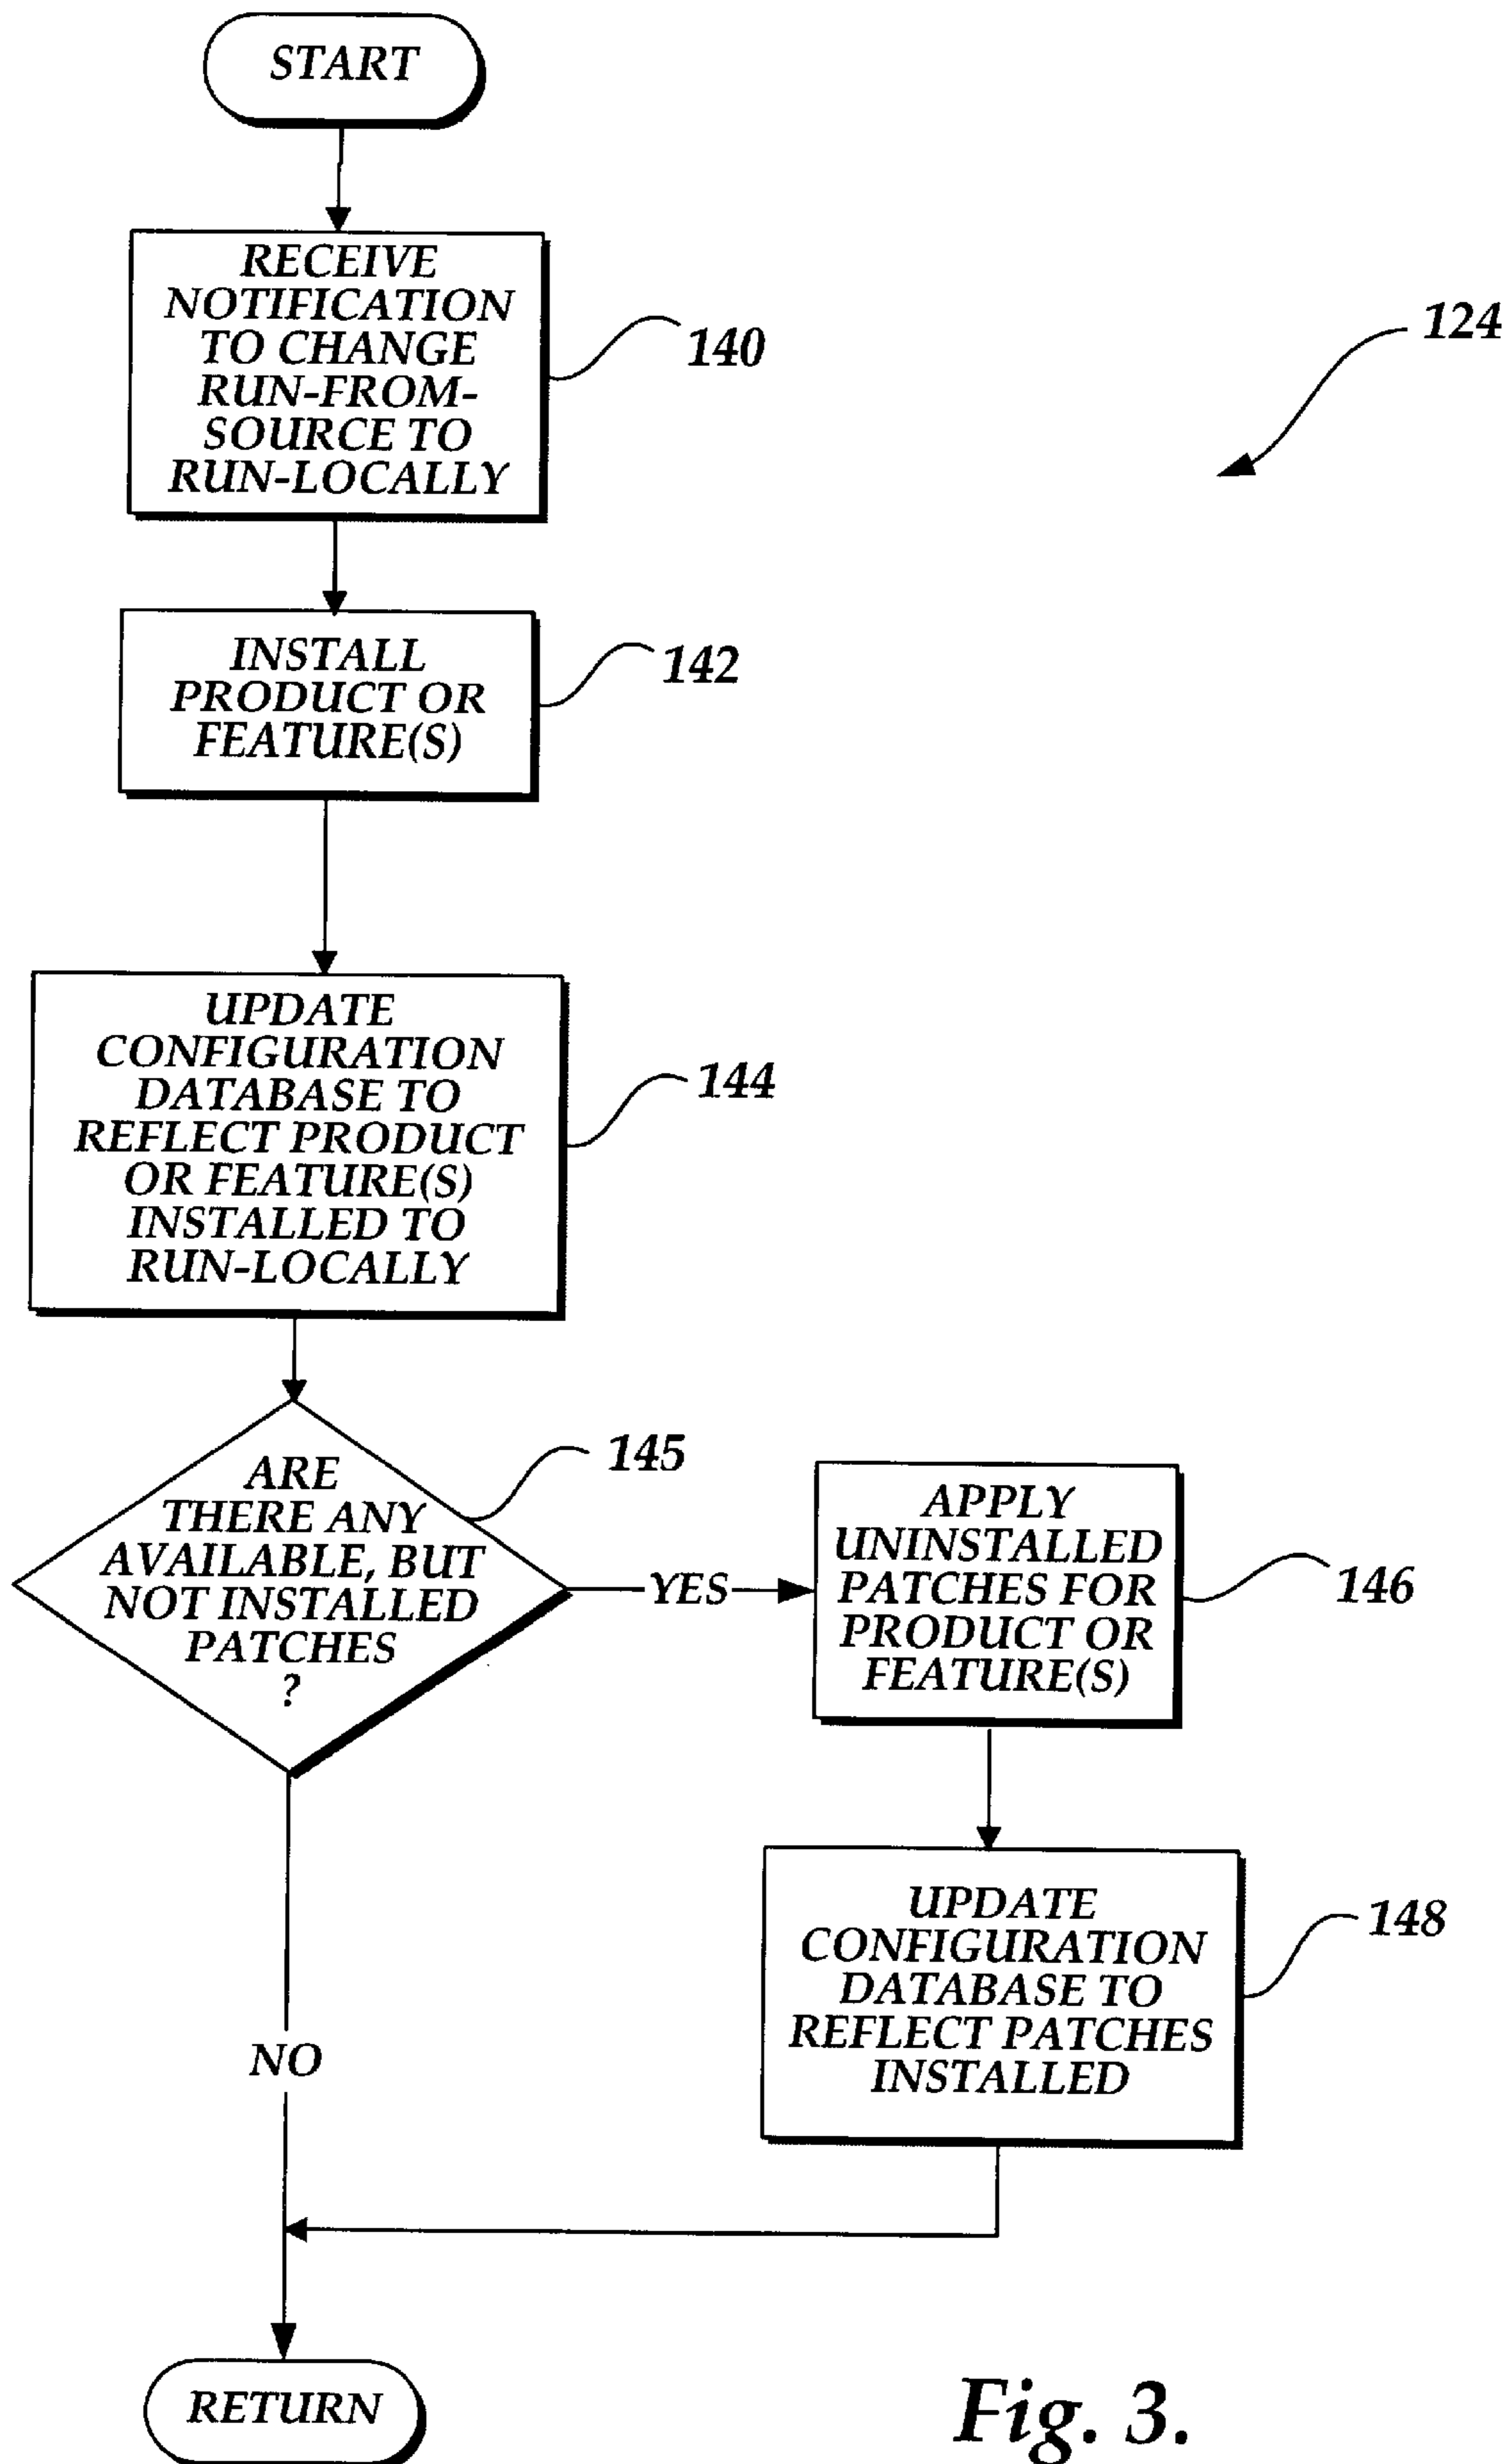 START
RECEIVE
NOTIFICATION
TO CHANGE
RUN-FROM-
SOURCE TO
RUN-LOCALLY
140
124
INSTALL
PRODUCT OR
FEATURE(S)
142
UPDATE
CONFIGURATION
DATABASE TO
REFLECT PRODUCT
OR FEATURE(S)
INSTALLED TO
RUN-LOCALLY
144
ARE
THERE ANY
AVAILABLE, BUT
NOT INSTALLED
PATCHES
?
145
YES
APPLY
UNINSTALLED
PATCHES FOR
PRODUCT OR
FEATURE(S)
146
UPDATE
CONFIGURATION
DATABASE TO
REFLECT PATCHES
INSTALLED
148
NO
RETURN
Fig. 3.